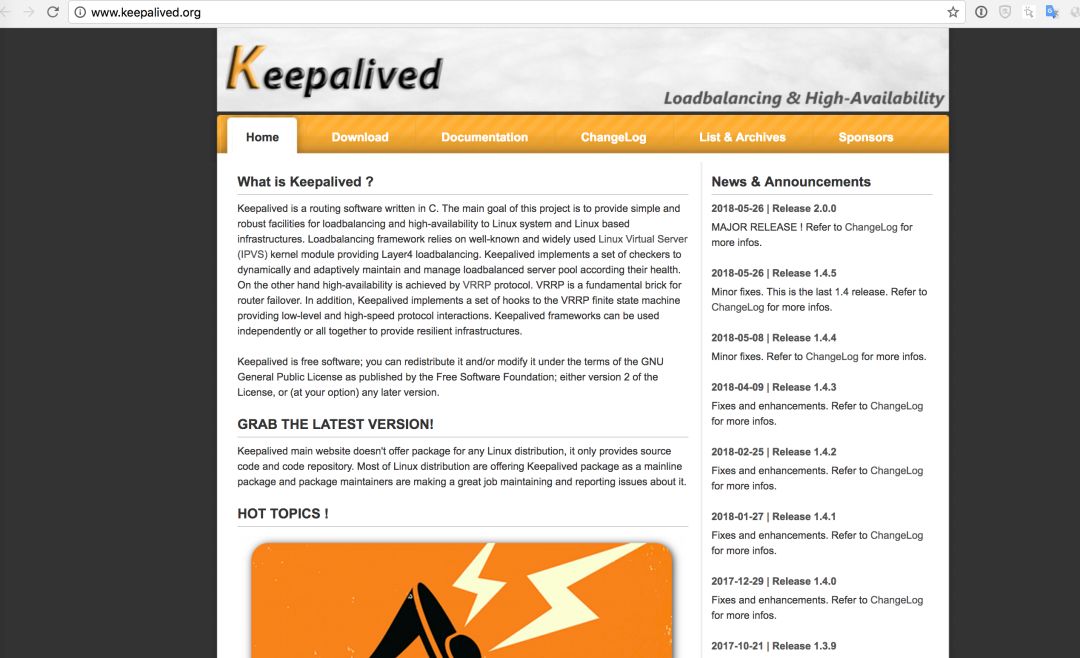 www.keepalived.org
Keepalived
Loadbalancing & High-Availability
Home Download Documentation ChangeLog List & Archives Sponsors
What is Keepalived ?
Keepalived is a routing software written in C. The main goal of this project is to provide simple and
robust facilities for loadbalancing and high-availability to Linux system and Linux based
infrastructures. Loadbalancing framework relies on well-known and widely used Linux Virtual Server
(IPVS) kernel module providing Layer4 loadbalancing. Keepalived implements a set of checkers to
dynamically and adaptively maintain and manage loadbalanced server pool according their health.
On the other hand high-availability is achieved by VRRP protocol. VRRP is a fundamental brick for
router failover. In addition, Keepalived implements a set of hooks to the VRRP finite state machine
providing low-level and high-speed protocol interactions. Keepalived frameworks can be used
independently or all together to provide resilient infrastructures.
Keepalived is free software; you can redistribute it and/or modify it under the terms of the GNU
General Public License as published by the Free Software Foundation; either version 2 of the
License, or (at your option) any later version.
GRAB THE LATEST VERSION!
Keepalived main website doesn't offer package for any Linux distribution, it only provides source
code and code repository. Most of Linux distribution are offering Keepalived package as a mainline
package and package maintainers are making a great job maintaining and reporting issues about it.
HOT TOPICS !
News & Announcements
2018-05-26 | Release 2.0.0
MAJOR RELEASE ! Refer to ChangeLog for
more infos.
2018-05-26 | Release 1.4.5
Minor fixes. This is the last 1.4 release. Refer to
ChangeLog for more infos.
2018-05-08 | Release 1.4.4
Minor fixes. Refer to ChangeLog for more infos.
2018-04-09 | Release 1.4.3
Fixes and enhancements. Refer to ChangeLog
for more infos.
2018-02-25 | Release 1.4.2
Fixes and enhancements. Refer to ChangeLog
for more infos.
2018-01-27 | Release 1.4.1
Fixes and enhancements. Refer to ChangeLog
for more infos.
2017-12-29 | Release 1.4.0
Fixes and enhancements. Refer to ChangeLog
for more infos.
2017-10-21 | Release 1.3.9